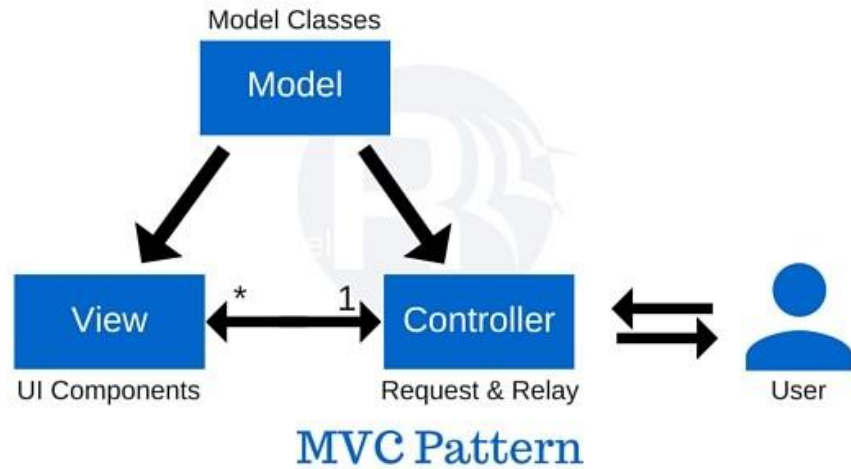 Model Classes
Model
View
* 1
Controller
UI Components
Request & Relay
User
MVC Pattern